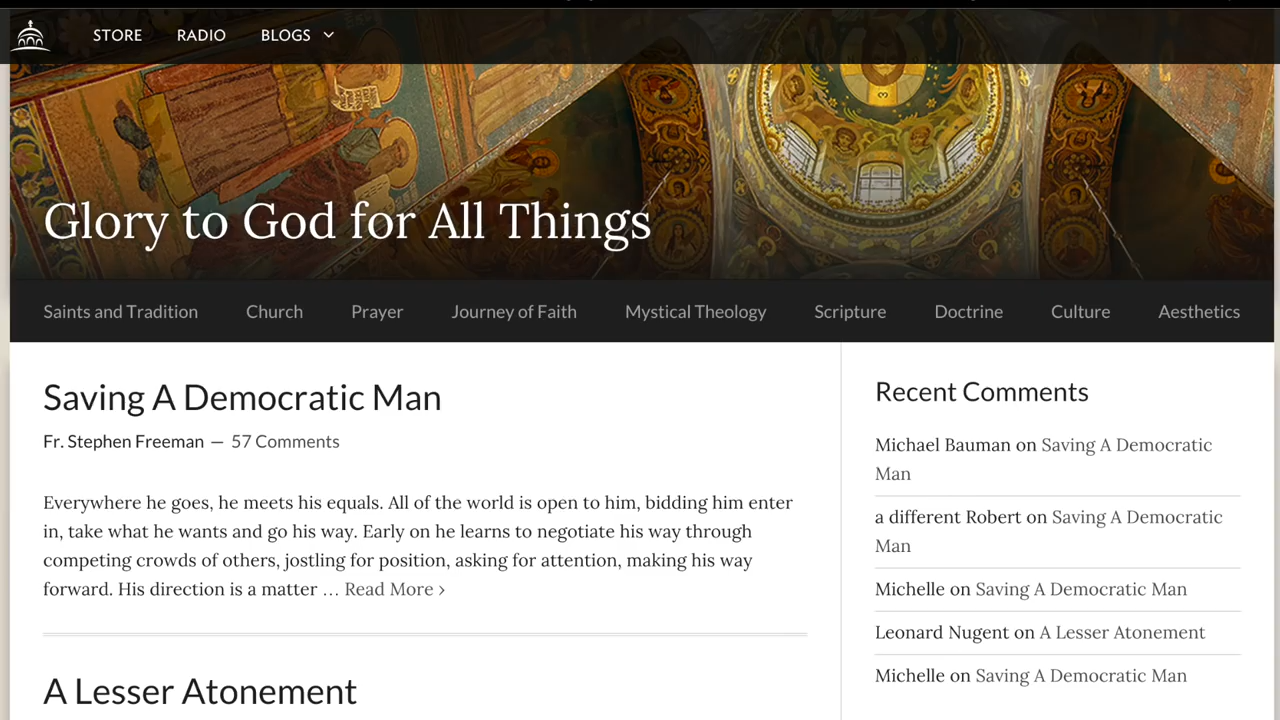 STORE RADIO BLOGS
Glory to God for All Things
Saints and Tradition Church Prayer Journey of Faith Mystical Theology Scripture Doctrine Culture Aesthetics
Saving A Democratic Man
Fr. Stephen Freeman — 57 Comments
Everywhere he goes, he meets his equals. All of the world is open to him, bidding him enter
in, take what he wants and go his way. Early on he learns to negotiate his way through
competing crowds of others, jostling for position, asking for attention, making his way
forward. His direction is a matter … Read More ›
A Lesser Atonement
Recent Comments
Michael Bauman on Saving A Democratic
Man
a different Robert on Saving A Democratic
Man
Michelle on Saving A Democratic Man
Leonard Nugent on A Lesser Atonement
Michelle on Saving A Democratic Man